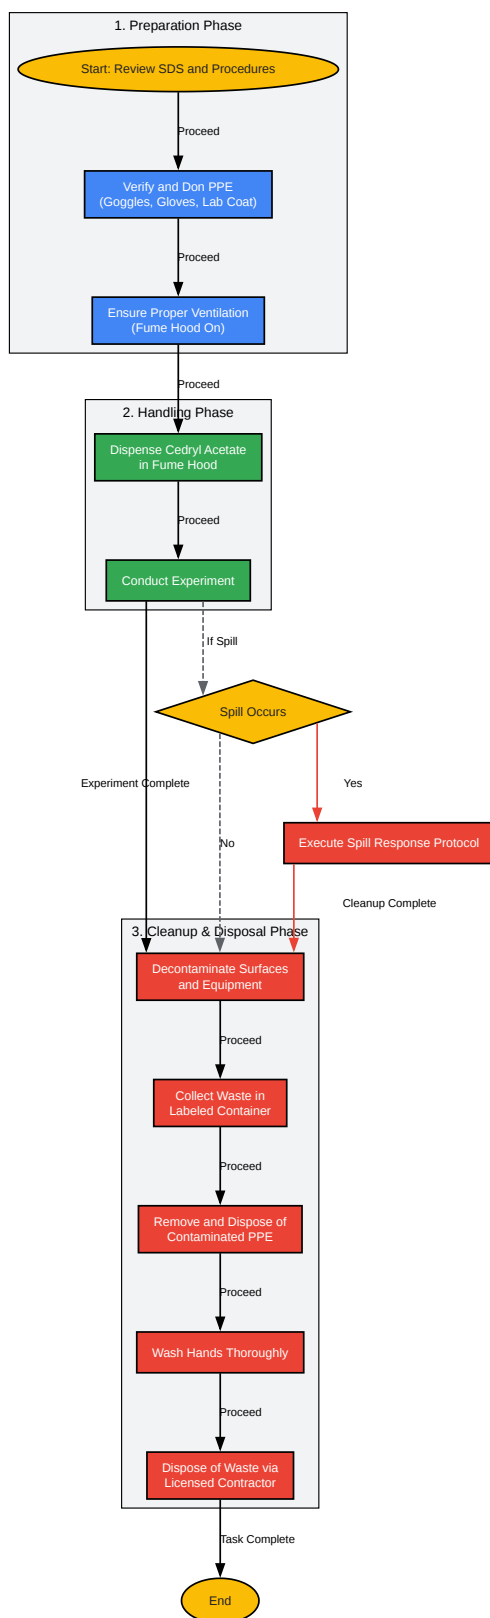 1. Preparation Phase
Start: Review SDS and Procedures
Proceed
Verify and Don PPE
(Goggles, Gloves, Lab Coat)
Proceed
Ensure Proper Ventilation
(Fume Hood On)
Proceed
2. Handling Phase
Dispense Cedryl Acetate
in Fume Hood
Proceed
Conduct Experiment
If Spill
Spill Occurs
Experiment Complete
Yes
No
Execute Spill Response Protocol
Cleanup Complete
3. Cleanup & Disposal Phase
Decontaminate Surfaces
and Equipment
Proceed
Collect Waste in
Labeled Container
Proceed
Remove and Dispose of
Contaminated PPE
Proceed
Wash Hands Thoroughly
Proceed
Dispose of Waste via
Licensed Contractor
Task Complete
End